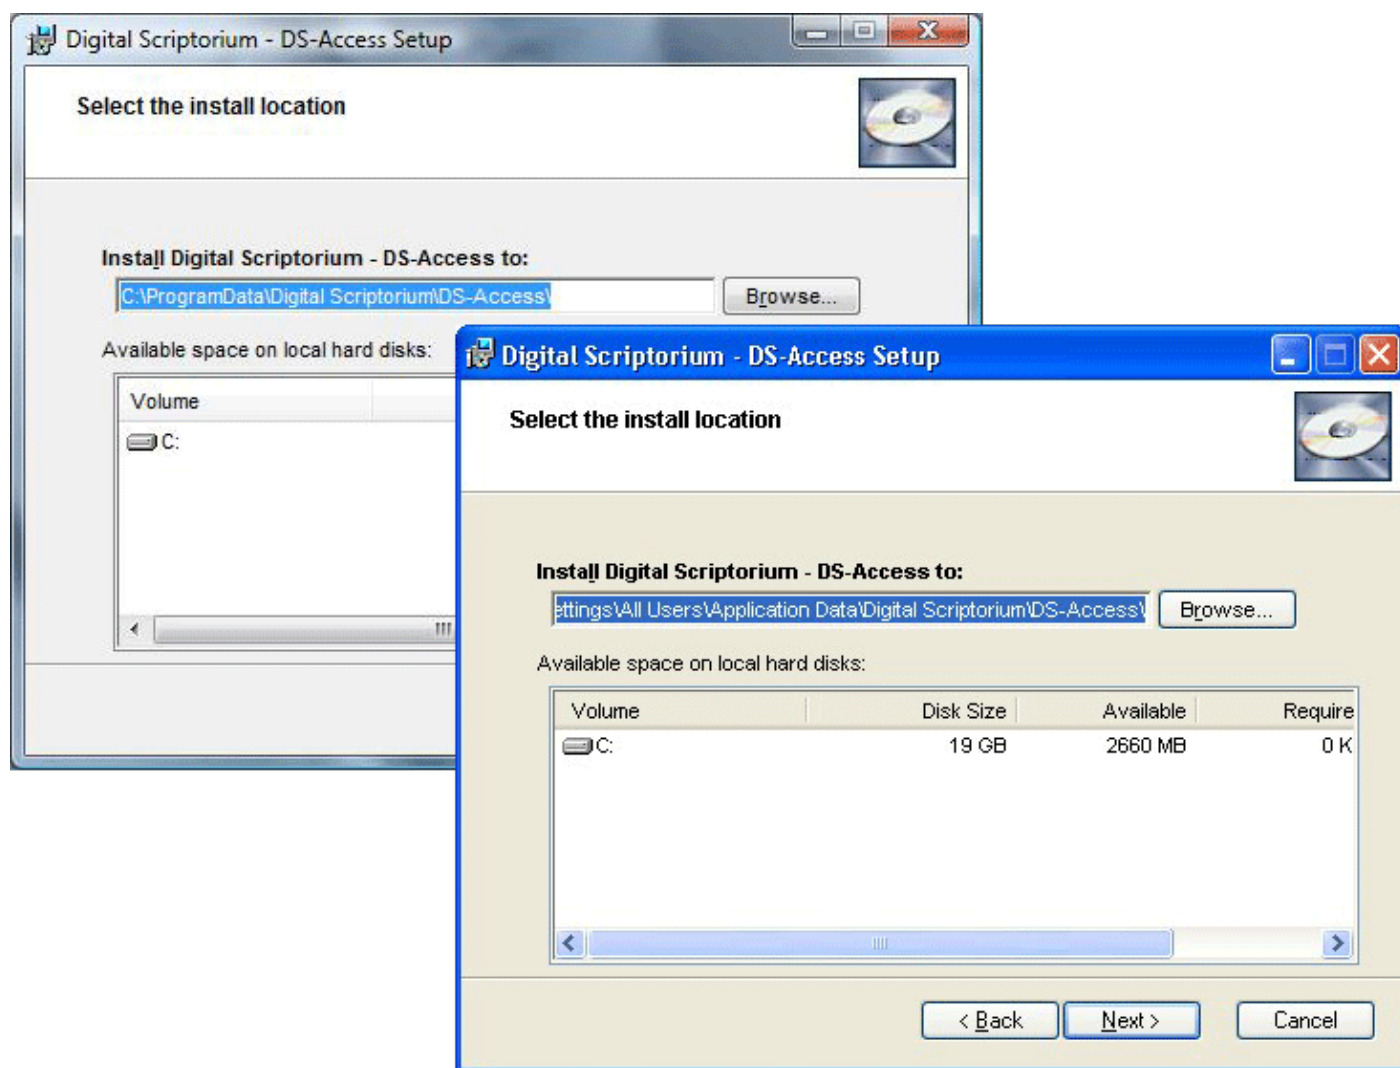 Digital Scriptorium - DS-Access Setup
Select the install location
Install Digital Scriptorium - DS-Access to:
C:\ProgramData\Digital Scriptorium\DS-Access\
Browse...
Available space on local hard disks:
Volume
C:
Digital Scriptorium - DS-Access Setup
Select the install location
Install Digital Scriptorium - DS-Access to:
ettings\All Users\Application Data\Digital Scriptorium\DS-Access\
Browse...
Available space on local hard disks:
Volume Disk Size Available Require
C: 19 GB 2660 MB 0 K
< Back Next > Cancel